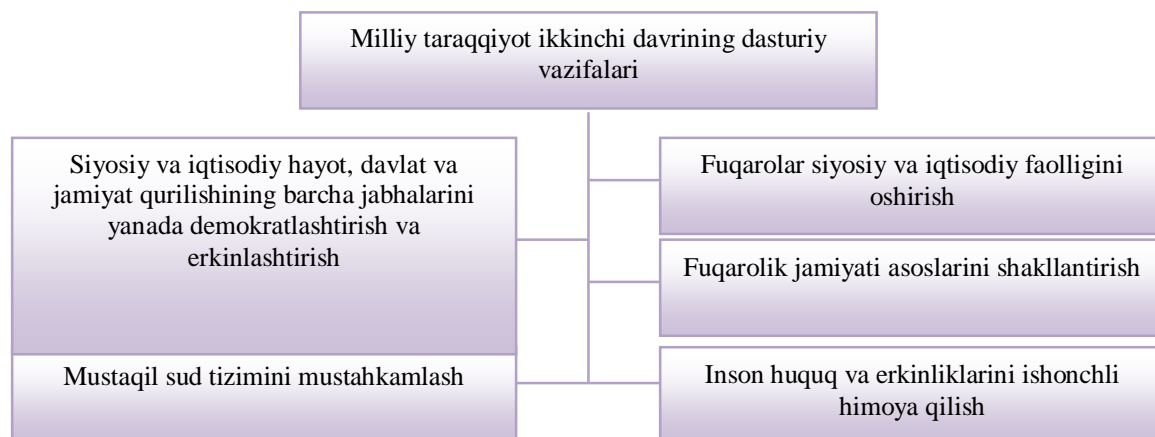 Milliy taraqqiyot ikkinchi davrining dasturiy
vazifalari
Siyosiy va iqtisodiy hayot, davlat va
jamiyat qurilishining barcha jabhalarini
yanada demokratlashtirish va
erkinlashtirish
Fuqarolar siyosiy va iqtisodiy faolligini
oshirish
Fuqarolik jamiyati asoslarini shakllantirish
Mustaqil sud tizimini mustahkamlash
Inson huquq va erkinliklarini ishonchli
himoya qilish